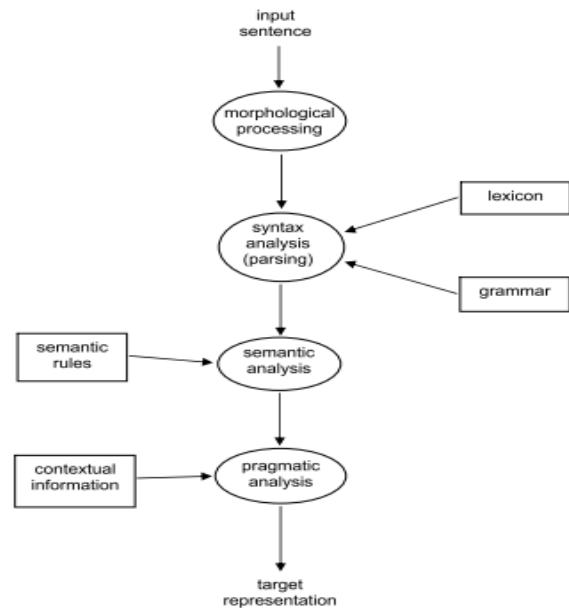 input
sentence
morphological
processing
lexicon
syntax
analysis
(parsing)
grammar
semantic
rules
semantic
analysis
contextual
information
pragmatic
analysis
target
representation